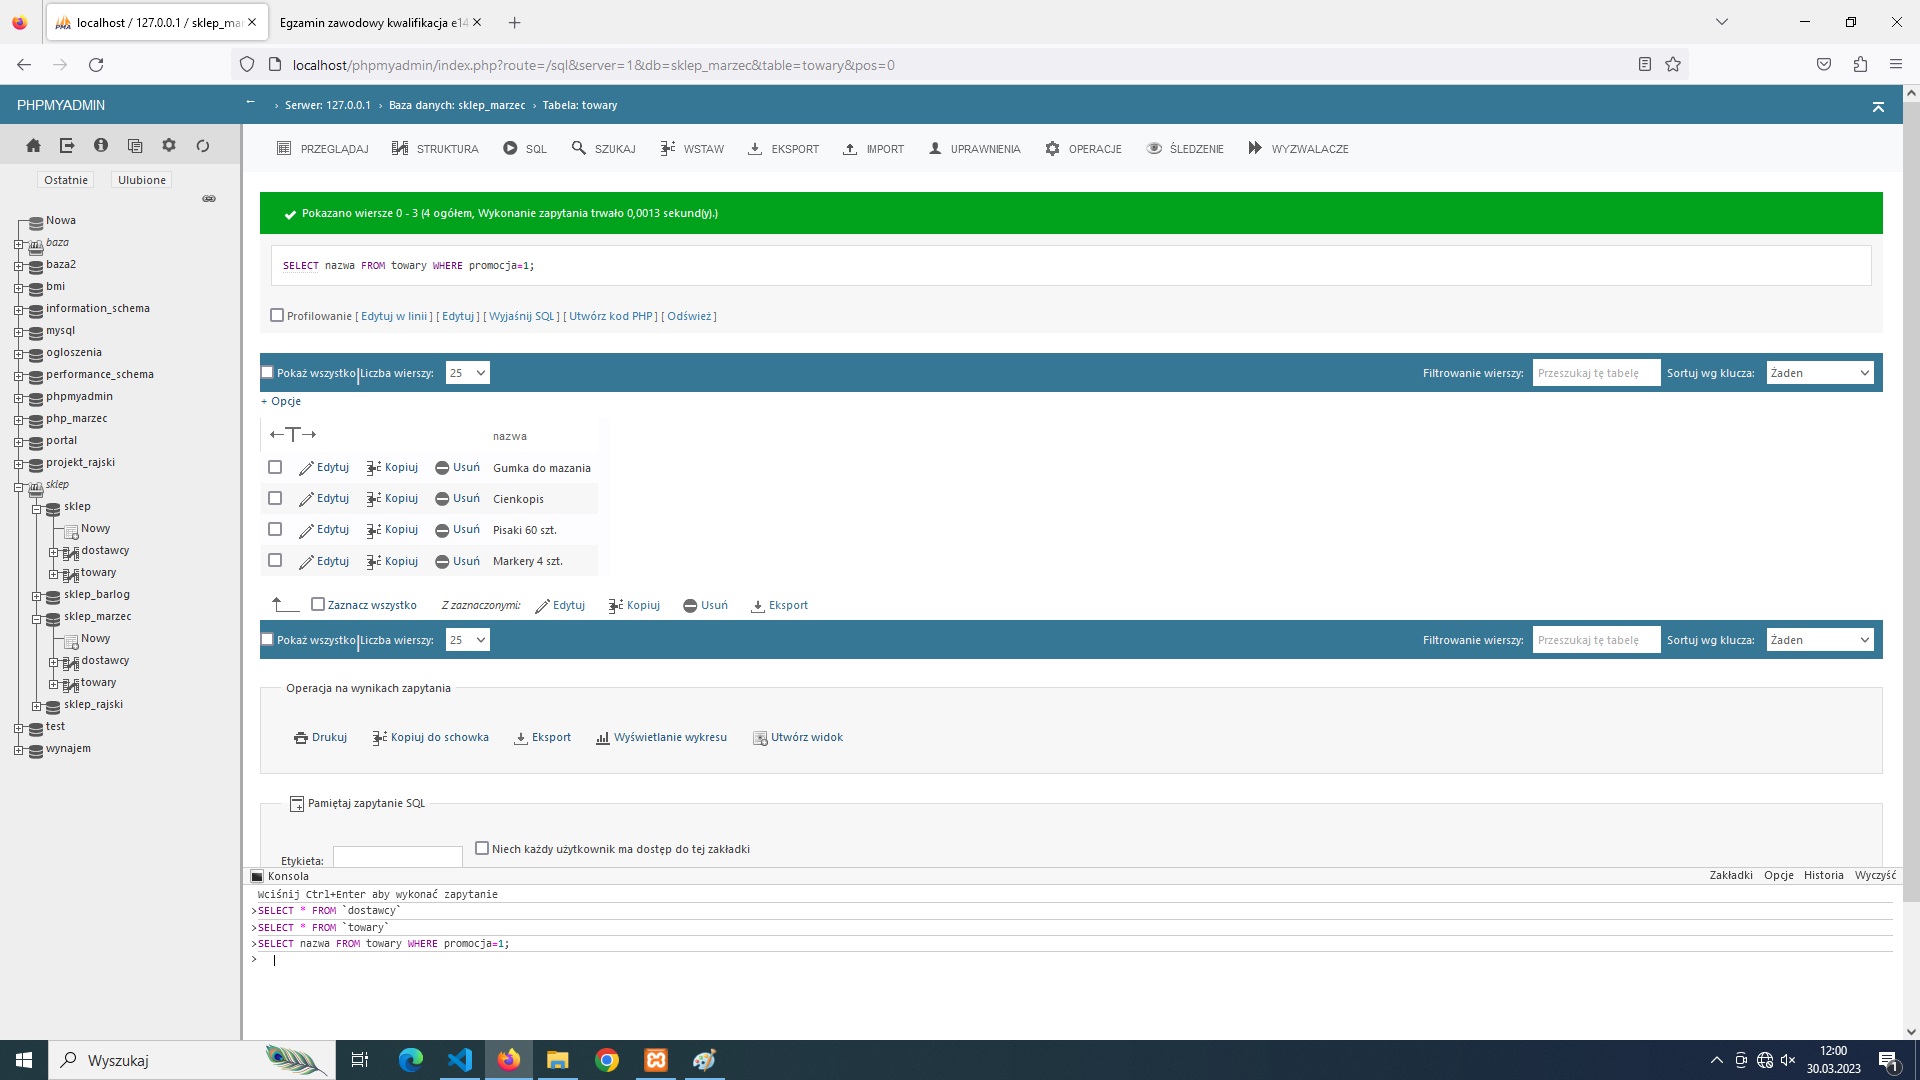 localhost / 127.0.0.1 / sklep_mar
Egzamin zawodowy kwalifikacja e14
localhost/phpmyadmin/index.php?route=/sql&server=1&db=sklep_marzec&table=towary&pos=0
PHPMYADMIN
Serwer: 127.0.0.1 › Baza danych: sklep_marzec › Tabela: towary
PRZEGLĄDAJ STRUKTURA SQL SZUKAJ WSTAW EKSPORT IMPORT UPRAWNIENIA OPERACJE ŚLEDZENIE WYZWALACZE
Ostatnie Ulubione
Nowa
baza
baza2
bmi
information_schema
mysql
ogloszenia
performance_schema
phpmyadmin
php_marzec
portal
projekt_rajski
sklep
sklep
Nowy
dostawcy
towary
sklep_barlog
sklep_marzec
Nowy
dostawcy
towary
sklep_rajski
test
wynajem
Pokazano wiersze 0 - 3 (4 ogółem, Wykonanie zapytania trwało 0,0013 sekund(y).)
SELECT nazwa FROM towary WHERE promocja=1;
Profilowanie [ Edytuj w linii ] [ Edytuj ] [ Wyjaśnij SQL ] [ Utwórz kod PHP ] [ Odśwież ]
Pokaż wszystko Liczba wierszy: 25 Filtrowanie wierszy: Przeszukaj tę tabelę Sortuj wg klucza: Żaden
+ Opcje
←T→ nazwa
Edytuj Kopiuj Usuń Gumka do mazania
Edytuj Kopiuj Usuń Cienkopis
Edytuj Kopiuj Usuń Pisaki 60 szt.
Edytuj Kopiuj Usuń Markery 4 szt.
Zaznacz wszystko Z zaznaczonymi: Edytuj Kopiuj Usuń Eksport
Pokaż wszystko Liczba wierszy: 25 Filtrowanie wierszy: Przeszukaj tę tabelę Sortuj wg klucza: Żaden
Operacja na wynikach zapytania
Drukuj Kopiuj do schowka Eksport Wyświetlanie wykresu Utwórz widok
Pamiętaj zapytanie SQL
Etykieta: Niech każdy użytkownik ma dostęp do tej zakładki
Konsola Zakładki Opcje Historia Wyczyść
Wciśnij Ctrl+Enter aby wykonać zapytanie
>SELECT * FROM `dostawcy`
>SELECT * FROM `towary`
>SELECT nazwa FROM towary WHERE promocja=1;
>
Wyszukaj
12:00
30.03.2023
1